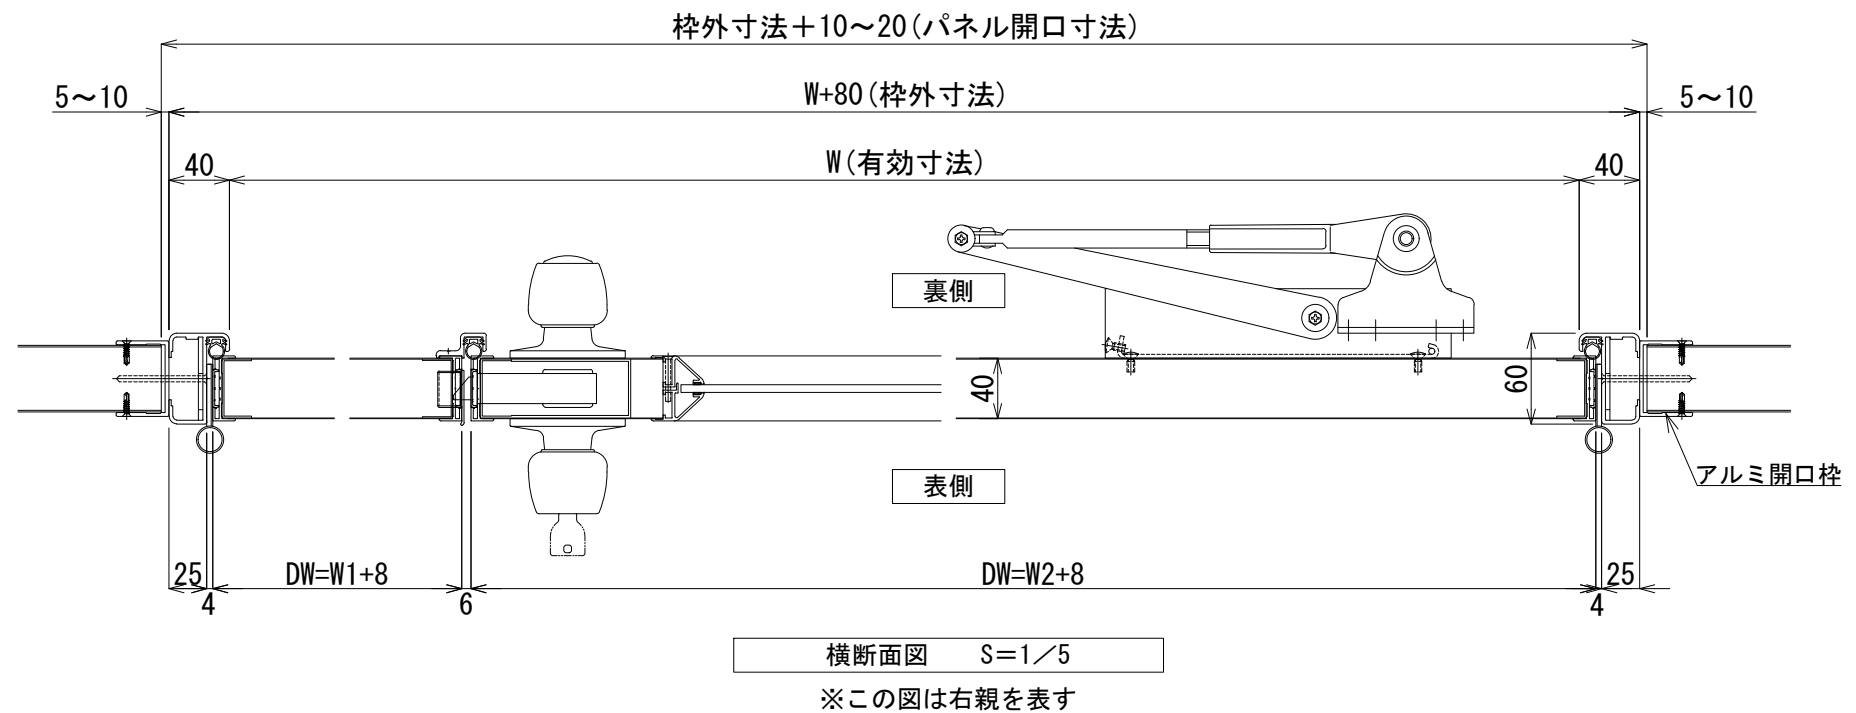 枠外寸法＋10～20(パネル開口寸法)
5～10
W+80(枠外寸法)
5～10
40
W(有効寸法)
40
裏側
40
60
表側
アルミ開口枠
25
DW=W1+8
DW=W2+8
25
4
6
4
横断面図 S＝1／5
※この図は右親を表す